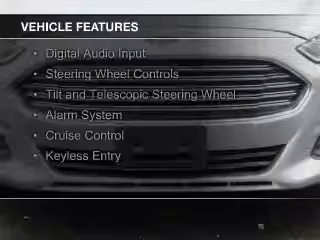 VEHICLE FEATURES
• Digital Audio Input
• Steering Wheel Controls
• Tilt and Telescopic Steering Wheel
• Alarm System
• Cruise Control
• Keyless Entry